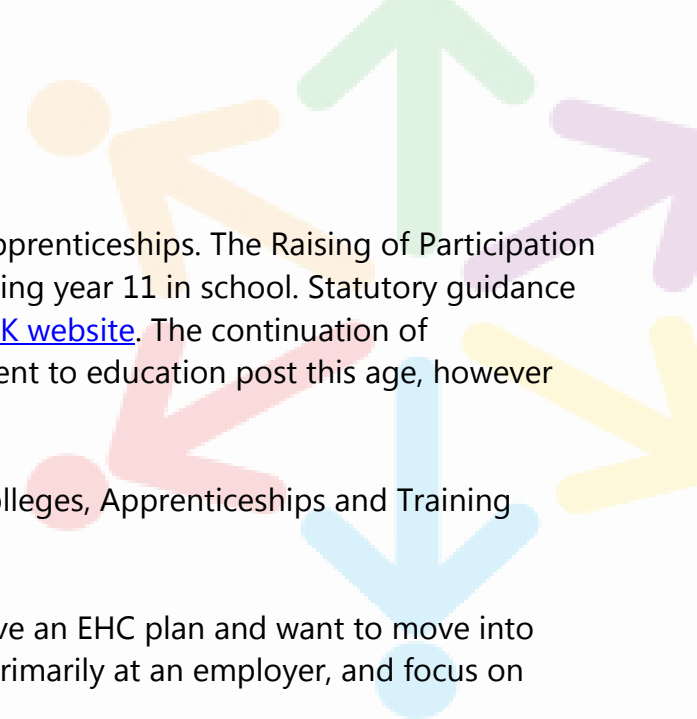 pprenticeships. The Raising of Participation
ing year 11 in school. Statutory guidance
K website. The continuation of
ent to education post this age, however
lleges, Apprenticeships and Training
ve an EHC plan and want to move into
rimarily at an employer, and focus on